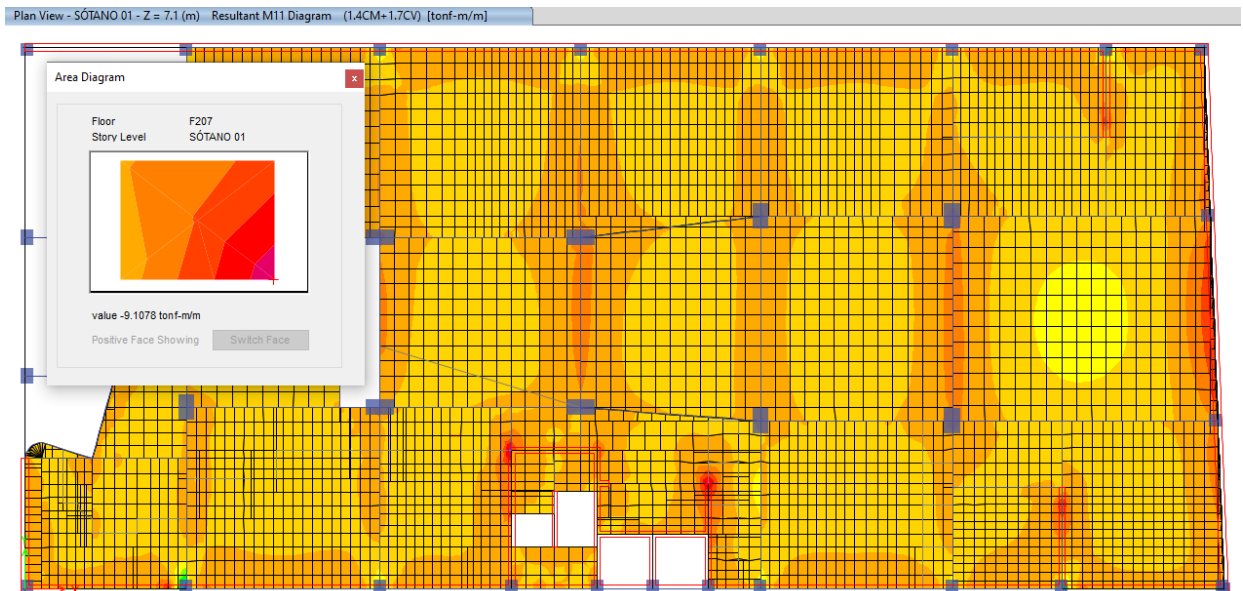 Plan View - SÓTANO 01 - Z = 7.1 (m) Resultant M11 Diagram (1.4CM+1.7CV) [tonf-m/m]
Area Diagram
x
Floor F207
Story Level SÓTANO 01
value -9.1078 tonf-m/m
Positive Face Showing Switch Face